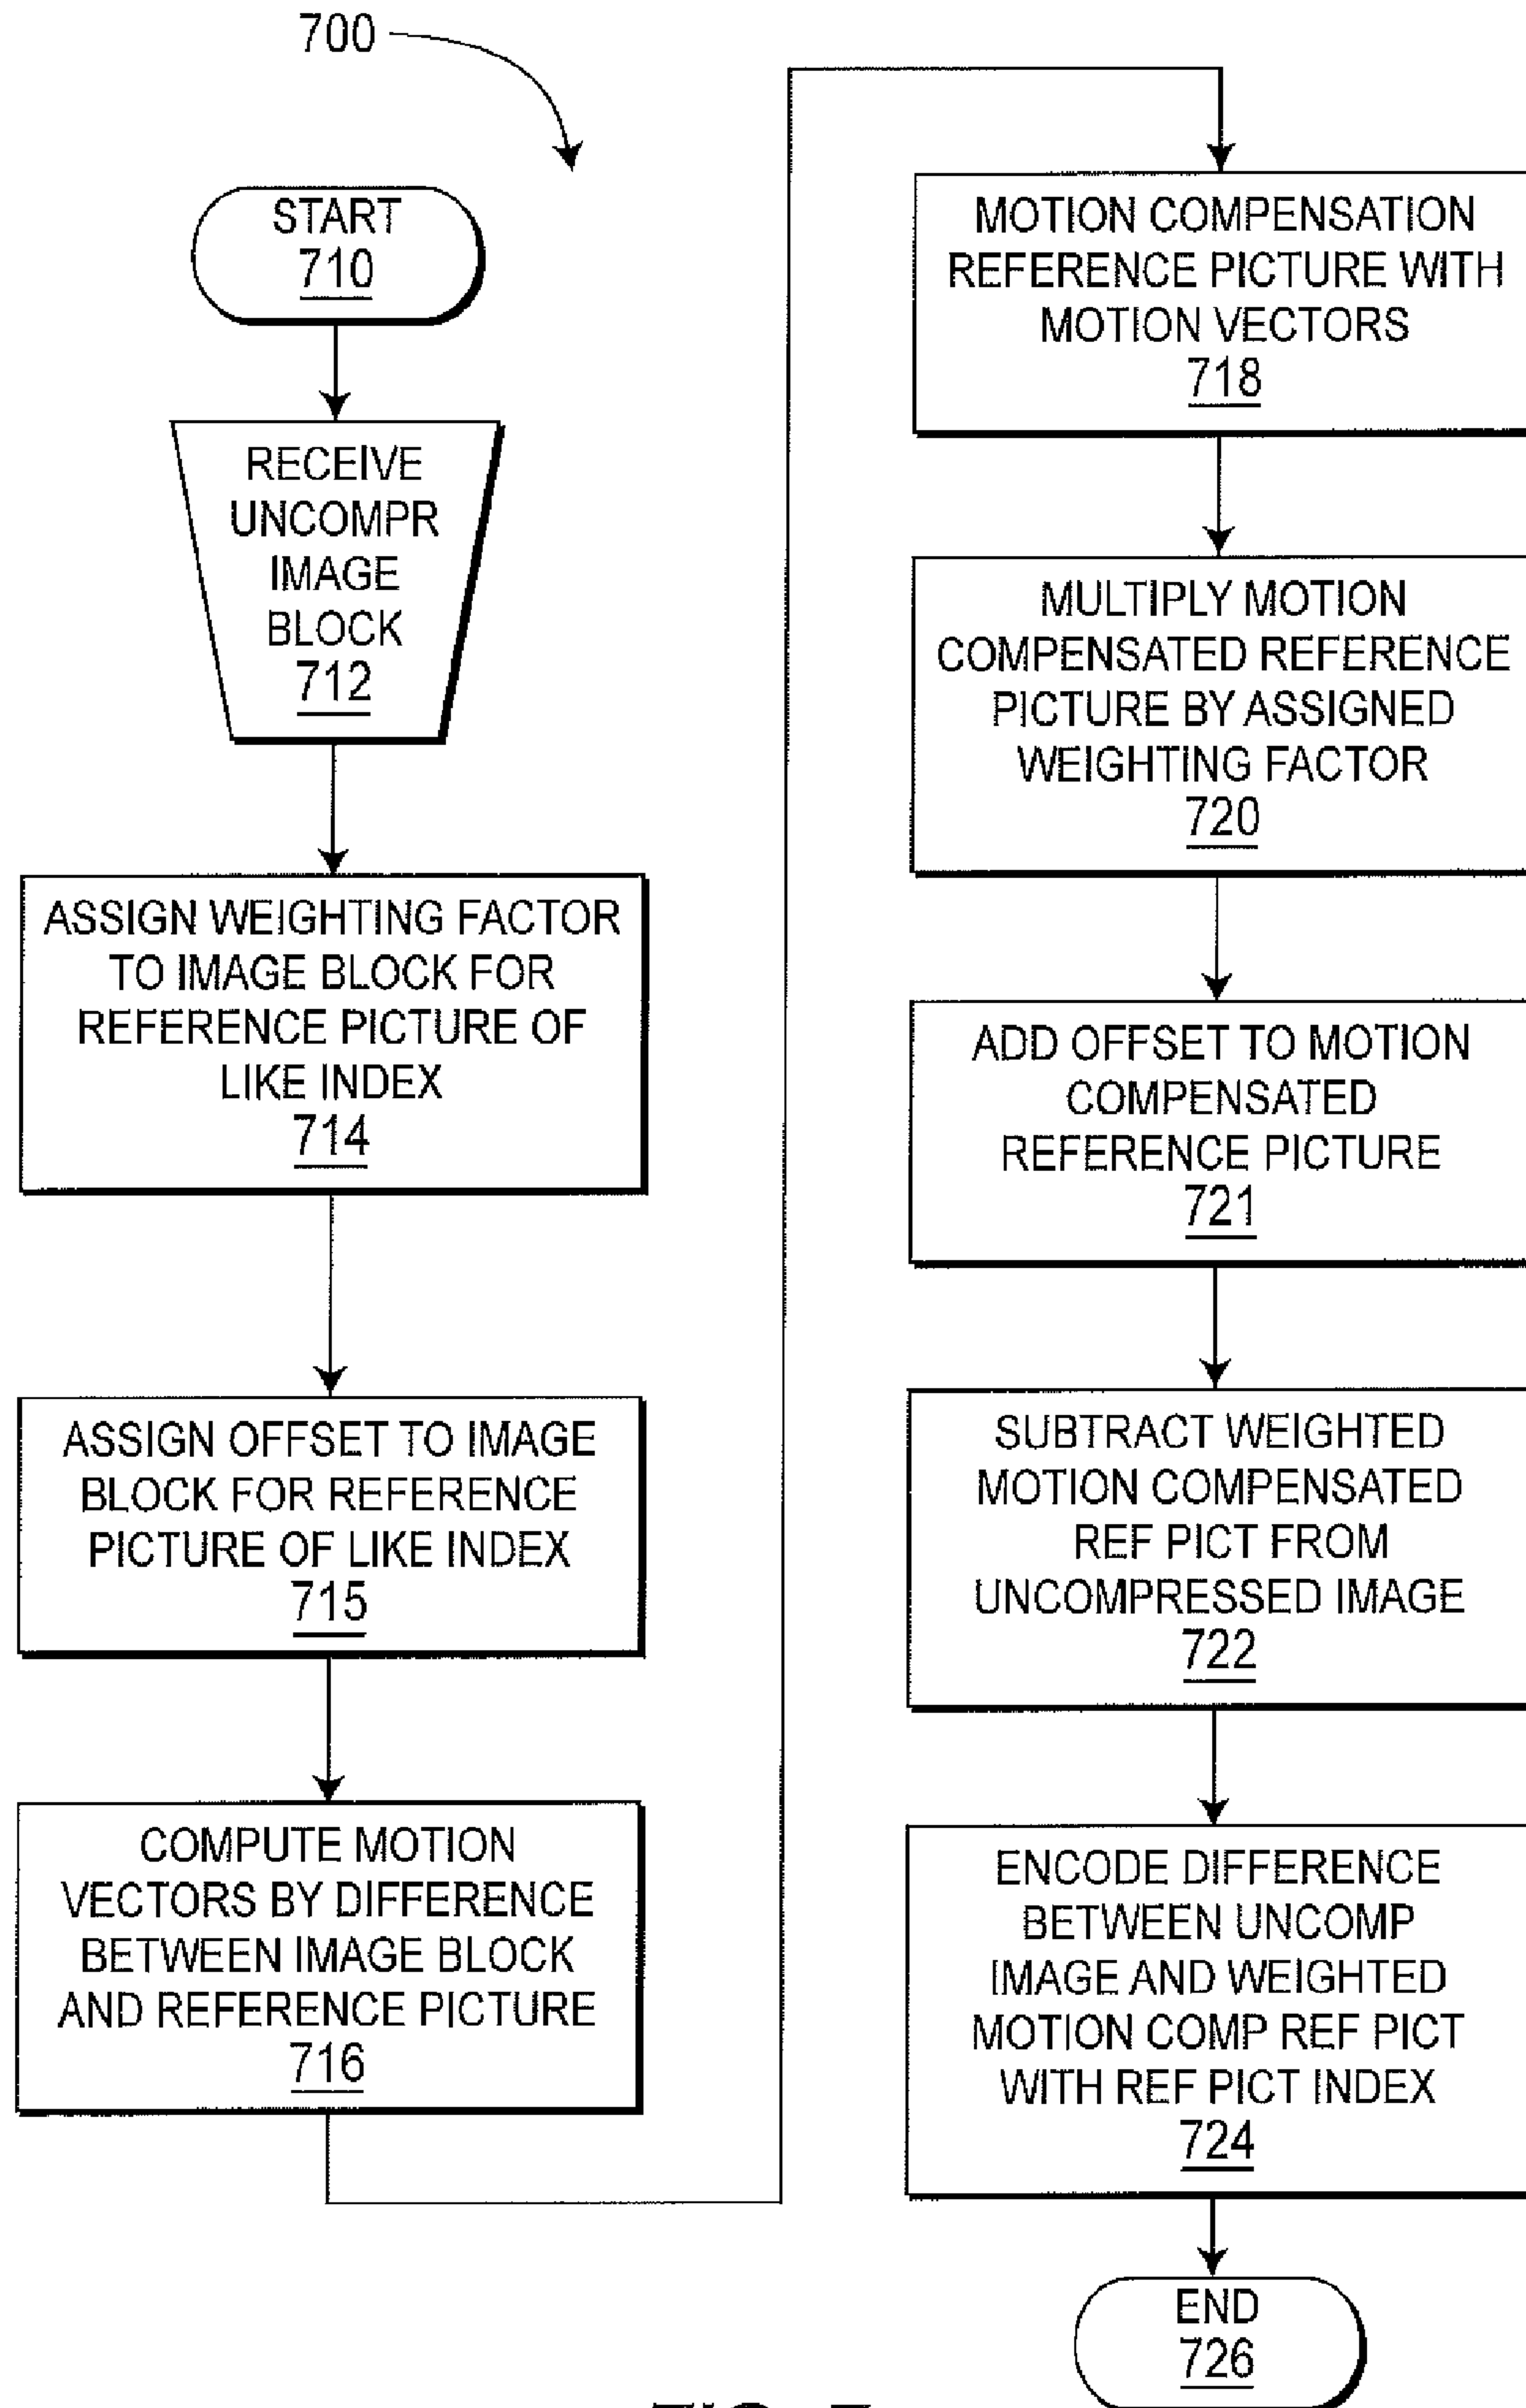 700
START
710
RECEIVE
UNCOMPR
IMAGE
BLOCK
712
ASSIGN WEIGHTING FACTOR
TO IMAGE BLOCK FOR
REFERENCE PICTURE OF
LIKE INDEX
714
ASSIGN OFFSET TO IMAGE
BLOCK FOR REFERENCE
PICTURE OF LIKE INDEX
715
COMPUTE MOTION
VECTORS BY DIFFERENCE
BETWEEN IMAGE BLOCK
AND REFERENCE PICTURE
716
MOTION COMPENSATION
REFERENCE PICTURE WITH
MOTION VECTORS
718
MULTIPLY MOTION
COMPENSATED REFERENCE
PICTURE BY ASSIGNED
WEIGHTING FACTOR
720
ADD OFFSET TO MOTION
COMPENSATED
REFERENCE PICTURE
721
SUBTRACT WEIGHTED
MOTION COMPENSATED
REF PICT FROM
UNCOMPRESSED IMAGE
722
ENCODE DIFFERENCE
BETWEEN UNCOMP
IMAGE AND WEIGHTED
MOTION COMP REF PICT
WITH REF PICT INDEX
724
END
726